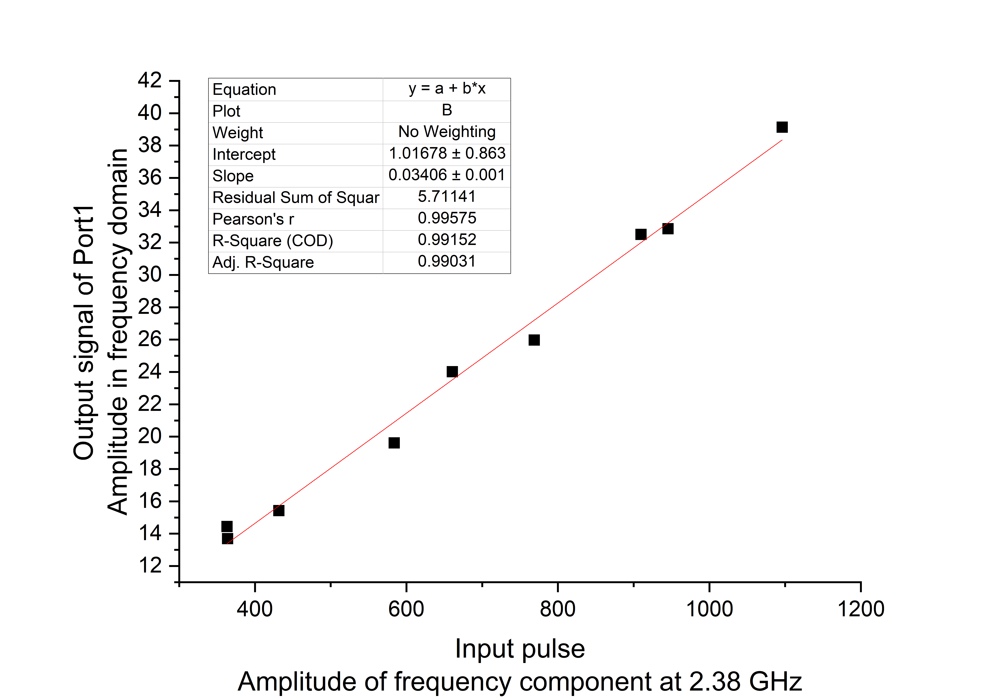 Output signal of Port1
Amplitude in frequency domain
42
40
38
36
34
32
30
28
26
24
22
20
18
16
14
12
Equation y = a + b*x
Plot B
Weight No Weighting
Intercept 1.01678 ± 0.863
Slope 0.03406 ± 0.001
Residual Sum of Squar 5.71141
Pearson's r 0.99575
R-Square (COD) 0.99152
Adj. R-Square 0.99031
400 600 800 1000 1200
Input pulse
Amplitude of frequency component at 2.38 GHz